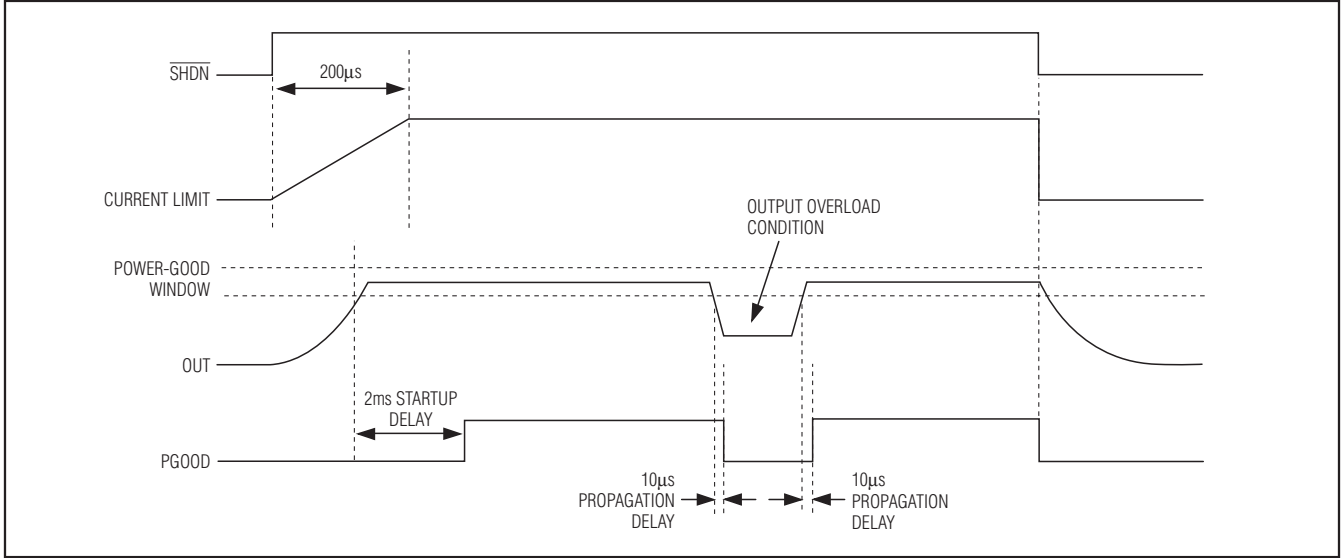 SHDN
200μs
CURRENT LIMIT
OUTPUT OVERLOAD
CONDITION
POWER-GOOD
WINDOW
OUT
2ms STARTUP
DELAY
PGOOD
10μs
PROPAGATION
DELAY
10μs
PROPAGATION
DELAY